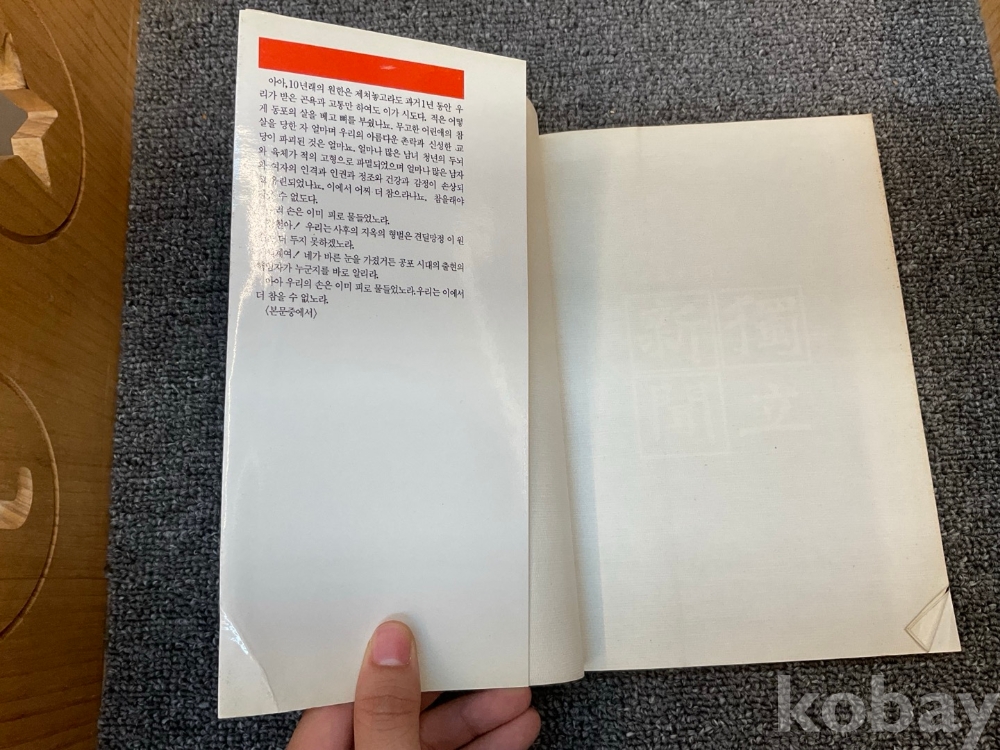 아아, 10년래의 원한은 제처놓고라도 과거 1년 동안 우
리가 받은 곤욕과 고통만 하여도 이가 시도다. 적은 어떻
게 동포의 살을 베고 뼈를 부쉈나뇨. 무고한 어린애의 참
살을 당한 자 얼마며 우리의 아름다운 촌락과 신성한 교
당이 파괴된 것은 얼마뇨. 얼마나 많은 남녀 청년의 두뇌
와 육체가 적의 고형으로 파멸되었으며 얼마나 많은 남자
여자의 인격과 인권과 정조와 건강과 감정이 손상되
유린되었나뇨. 이에서 어찌 더 참으라나뇨. 참을래야
수 없도다.
손은 이미 피로 물들었노라.
우리는 사후의 지옥의 형벌은 견딜망정 이 원
더 두지 못하겠노라.
네가 바른 눈을 가졌거든 공포 시대의 출현의
누군지를 바로 알리라.
아아 우리의 손은 이미 피로 물들었노라. 우리는 이에서
더 참을 수 없노라.
〈본문중에서〉
新 獨
聞 立
kobay